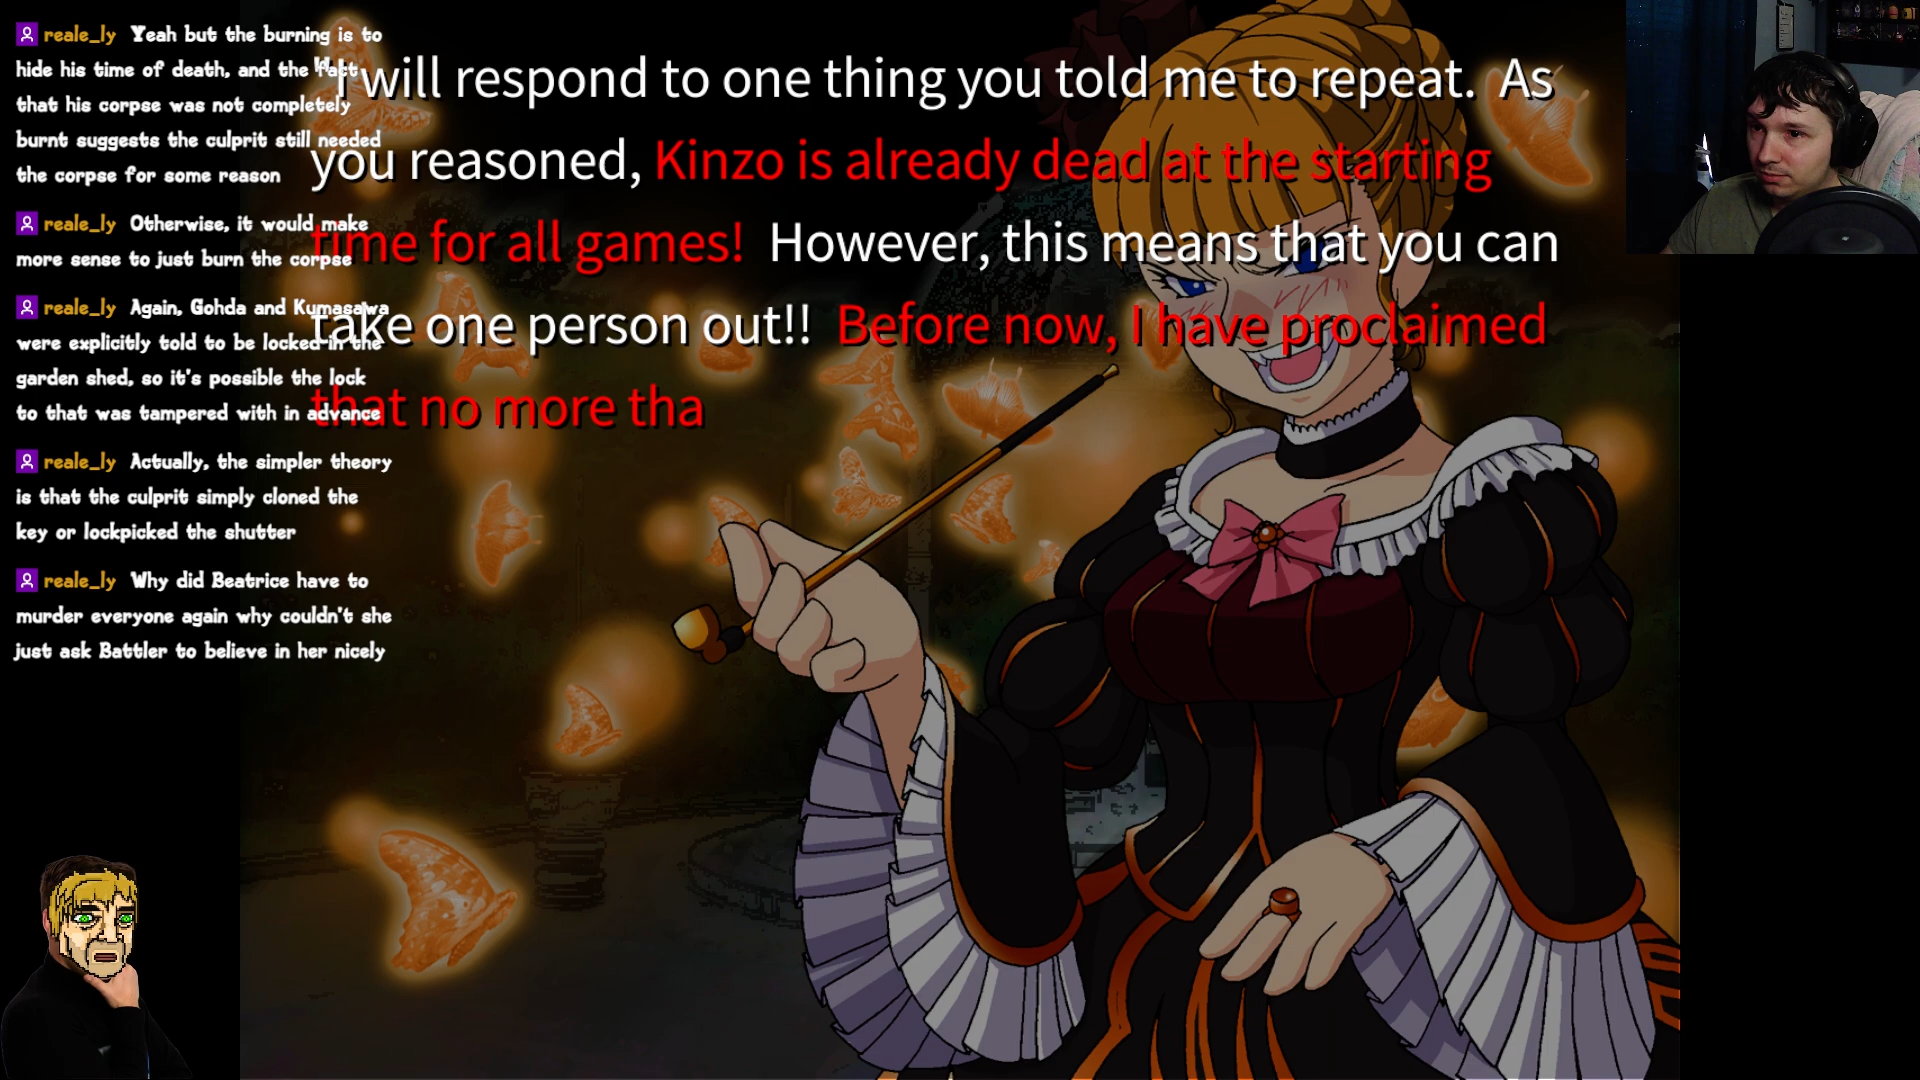 reale_ly Yeah but the burning is to
hide his time of death, and the fact
that his corpse was not completely
burnt suggests the culprit still needed
the corpse for some reason
reale_ly Otherwise, it would make
more sense to just burn the corpse
reale_ly Again, Gohda and Kumasawa
were explicitly told to be locked in the
garden shed, so it's possible the lock
to that was tampered with in advance
reale_ly Actually, the simpler theory
is that the culprit simply cloned the
key or lockpicked the shutter
reale_ly Why did Beatrice have to
murder everyone again why couldn't she
just ask Battler to believe in her nicely
"I will respond to one thing you told me to repeat. As
you reasoned, Kinzo is already dead at the starting
time for all games! However, this means that you can
take one person out!! Before now, I have proclaimed
that no more tha